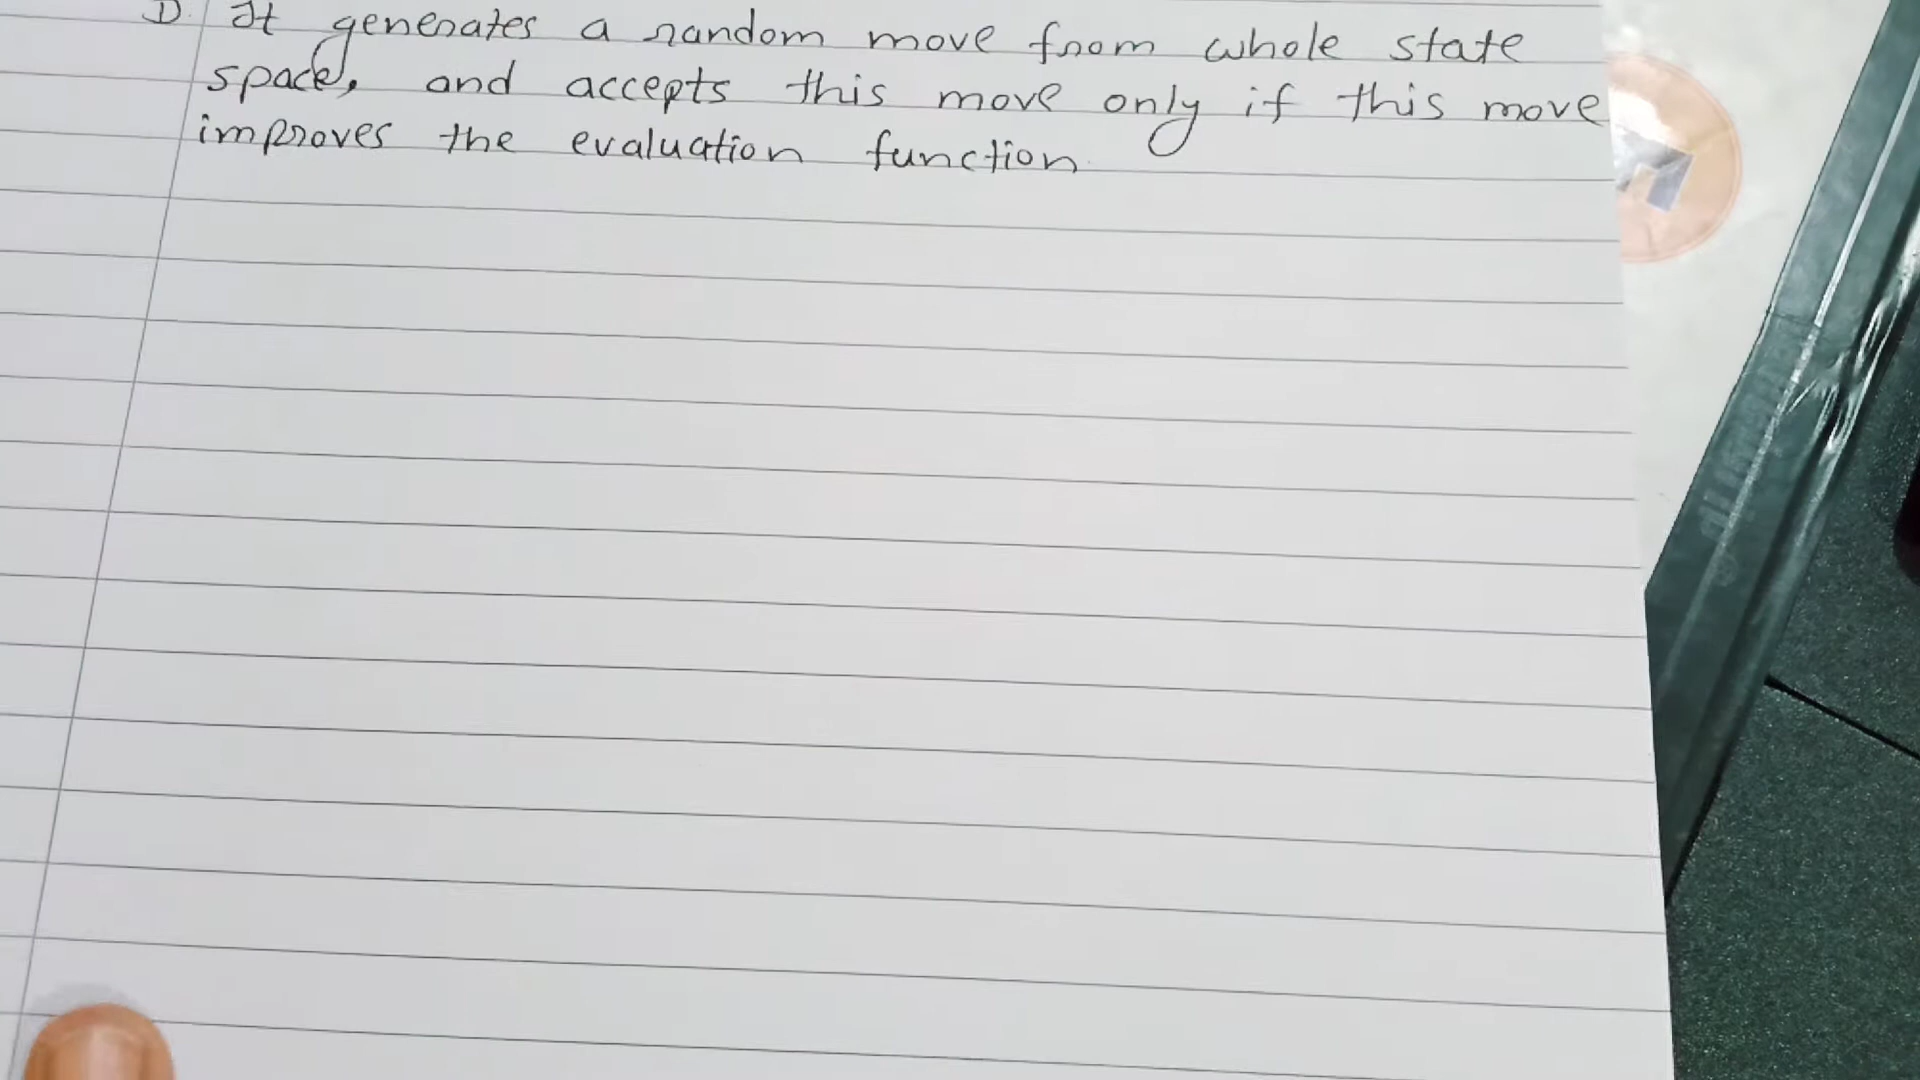 D. It generates a random move from whole state
space, and accepts this move only if this move
improves the evaluation function